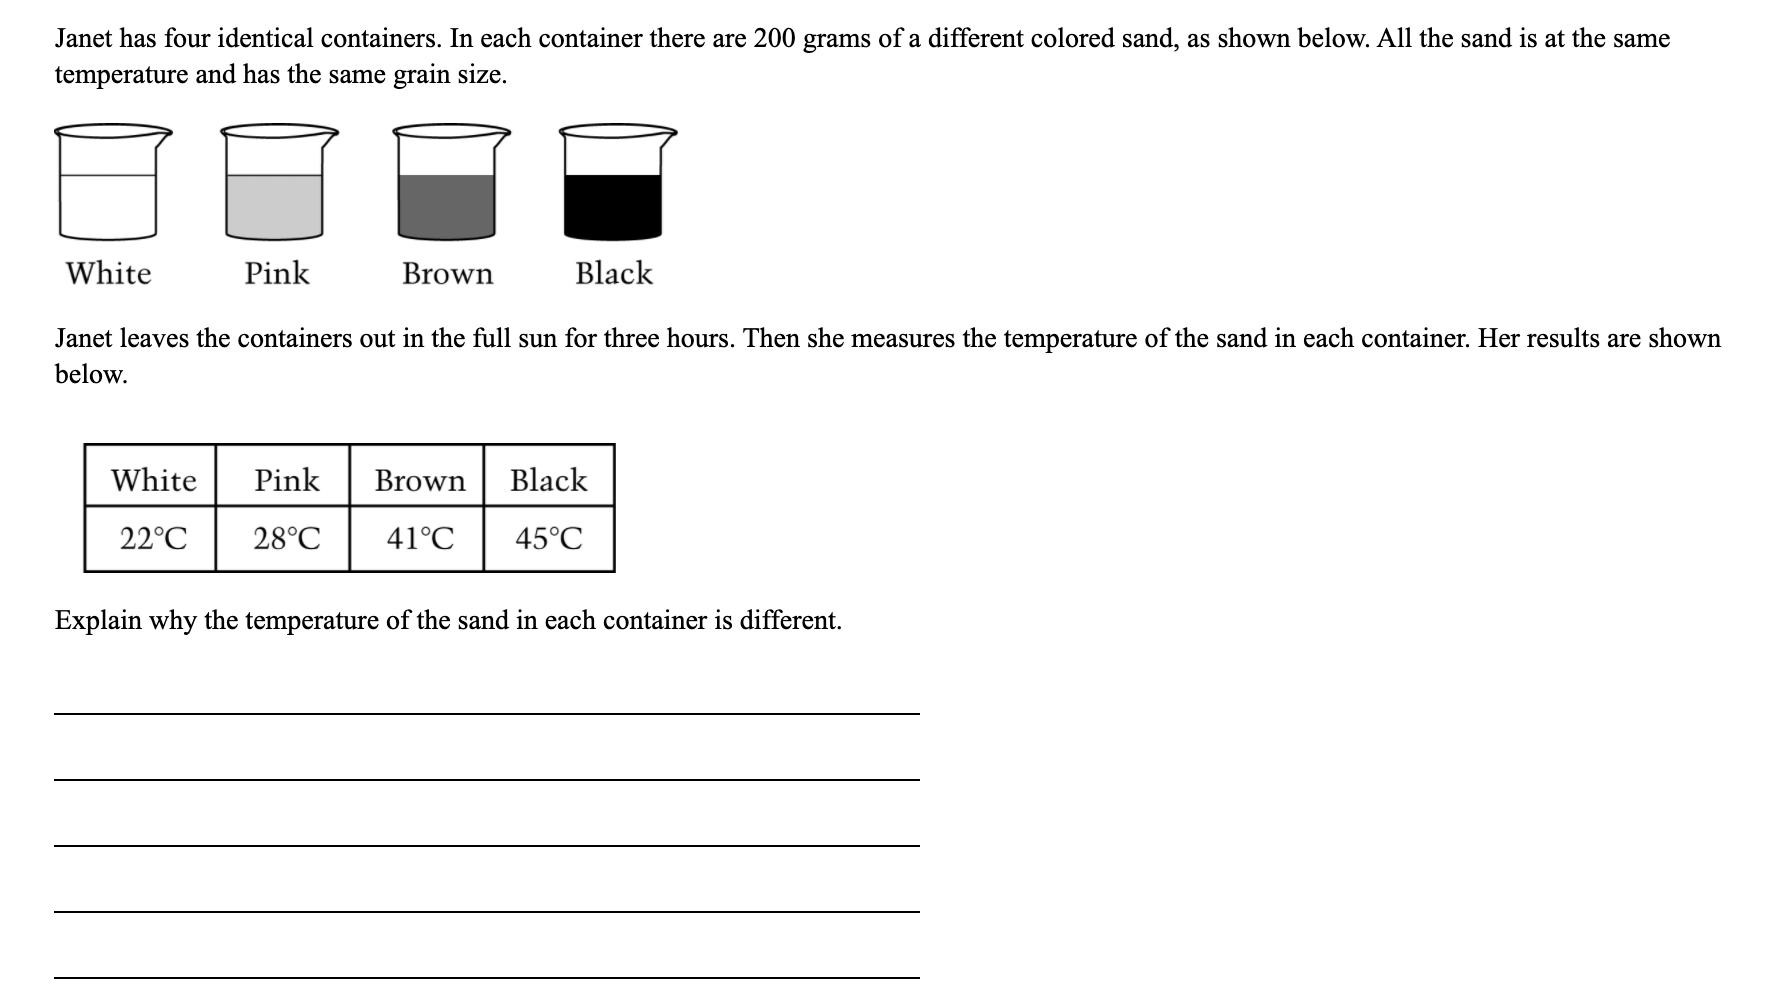 Janet has four identical containers. In each container there are 200 grams of a different colored sand, as shown below. All the sand is at the same
temperature and has the same grain size.
White Pink Brown Black
Janet leaves the containers out in the full sun for three hours. Then she measures the temperature of the sand in each container. Her results are shown
below.
White Pink Brown Black
22°C 28°C 41°C 45°C
Explain why the temperature of the sand in each container is different.